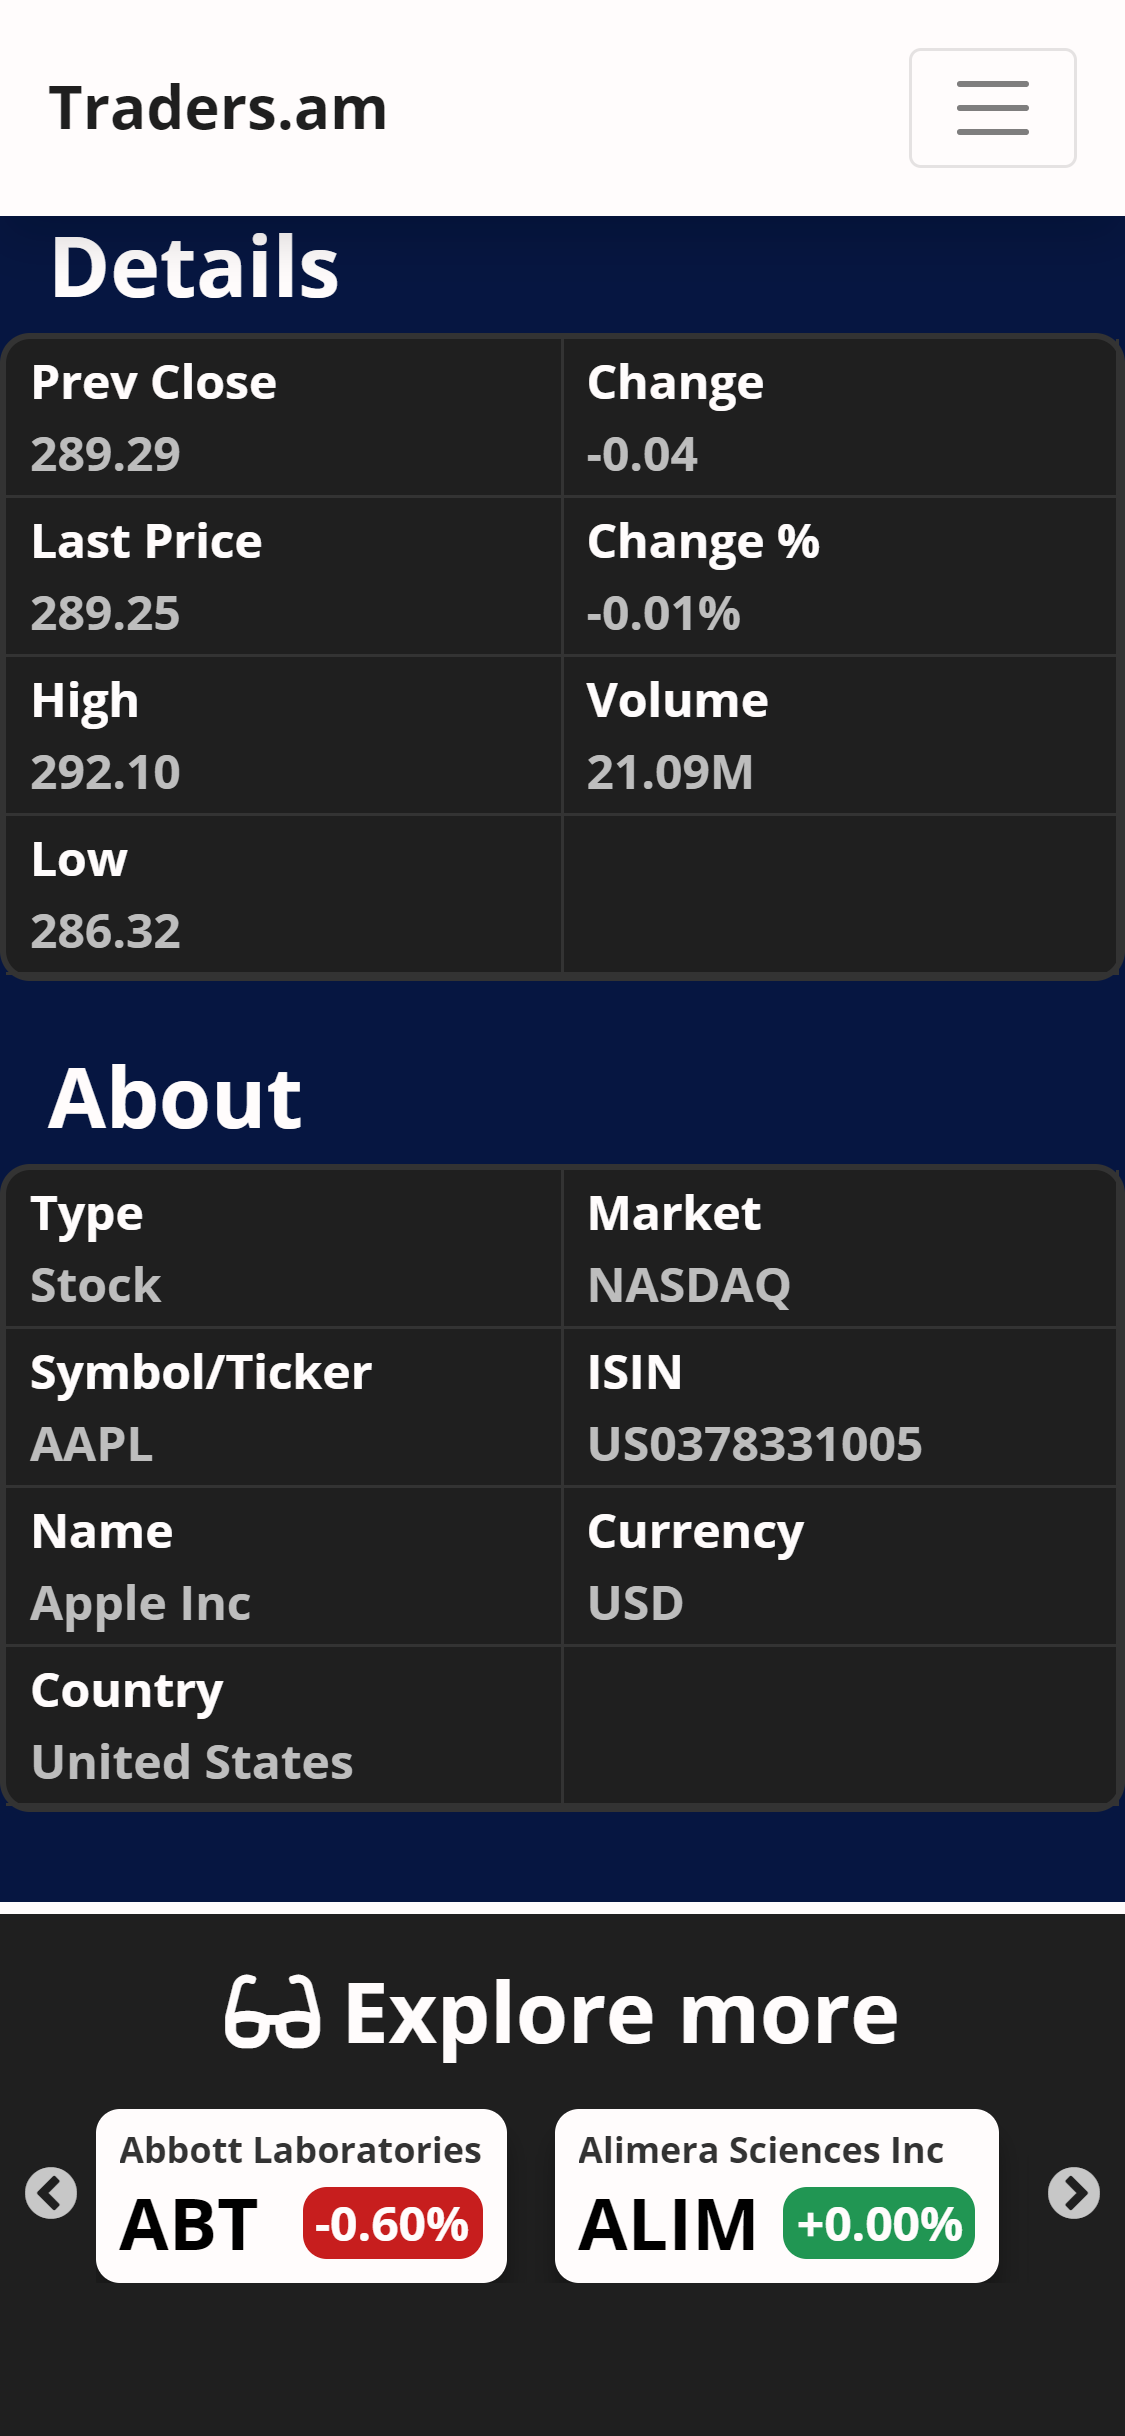 Traders.am
Details
Prev Close
289.29
Change
-0.04
Last Price
289.25
Change %
-0.01%
High
292.10
Volume
21.09M
Low
286.32
About
Type
Stock
Market
NASDAQ
Symbol/Ticker
AAPL
ISIN
US0378331005
Name
Apple Inc
Currency
USD
Country
United States
Explore more
Abbott Laboratories
ABT -0.60%
Alimera Sciences Inc
ALIM +0.00%